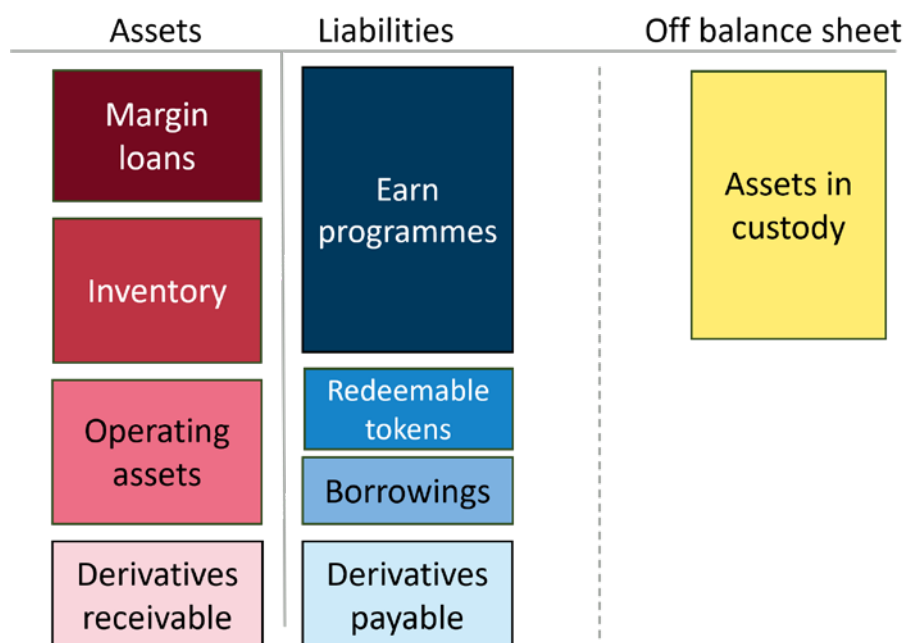 Assets
Liabilities
Off balance sheet
Margin
loans
Inventory
Operating
assets
Derivatives
receivable
Earn
programmes
Redeemable
tokens
Borrowings
Derivatives
payable
Assets in
custody